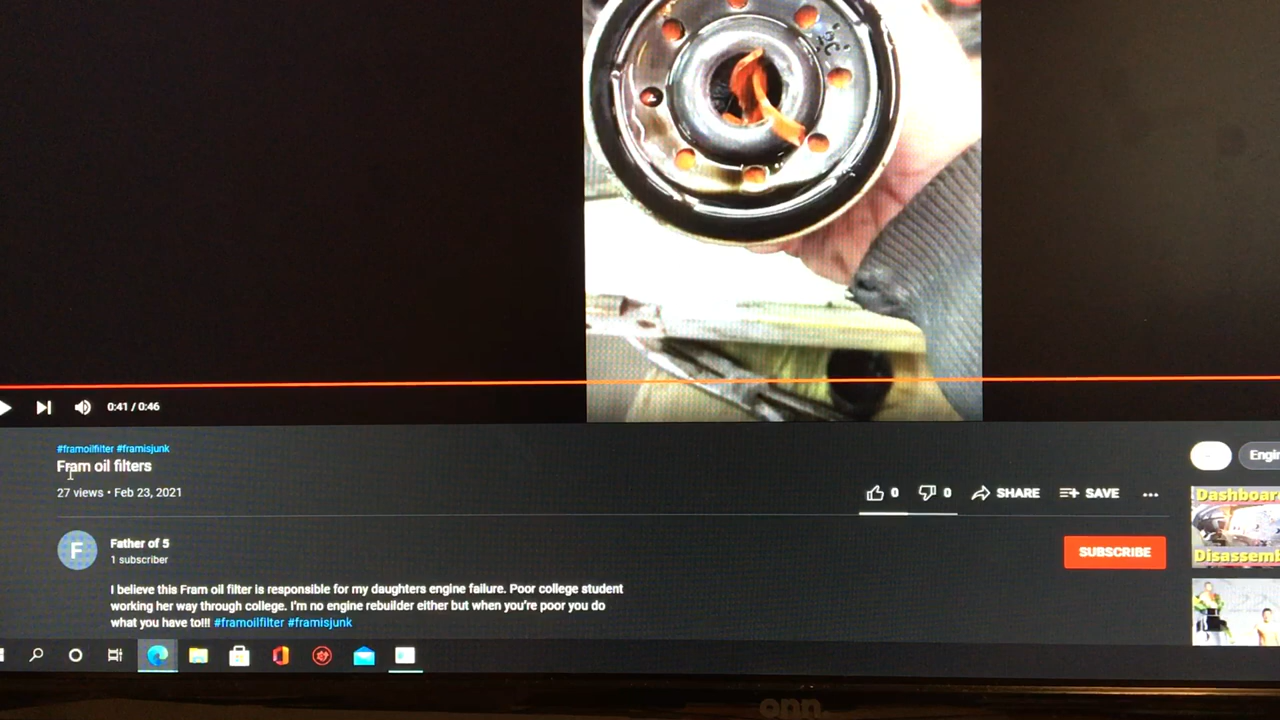 0:41 / 0:46
#framoilfilter #framisjunk
Fram oil filters
27 views • Feb 23, 2021
0
0
SHARE
SAVE
Engin
Dashboar
Disassemb
F
Father of 5
1 subscriber
SUBSCRIBE
I believe this Fram oil filter is responsible for my daughters engine failure. Poor college student
working her way through college. I'm no engine rebuilder either but when you're poor you do
what you have to!!! #framoilfilter #framisjunk
onn.